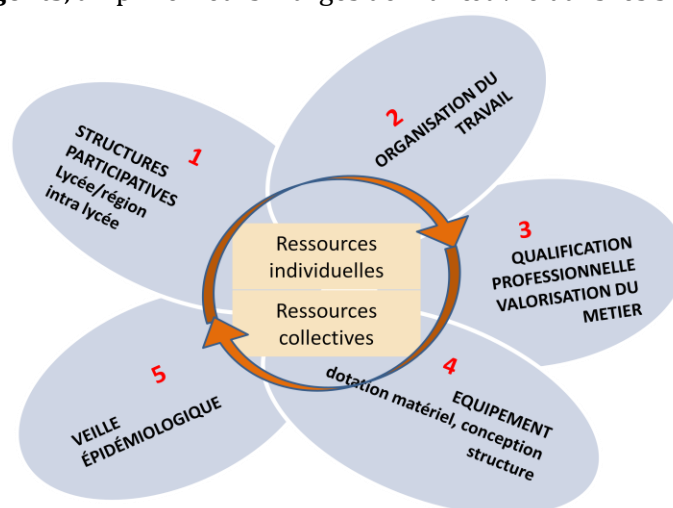 1
STRUCTURES
PARTICIPATIVES
Lycée/région
intra lycée
2
ORGANISATION DU
TRAVAIL
3
QUALIFICATION
PROFESSIONNELLE
VALORISATION DU
METIER
Ressources
individuelles
Ressources
collectives
4
EQUIPEMENT
dotation matériel, conception
structure
5
VEILLE
ÉPIDÉMIOLOGIQUE